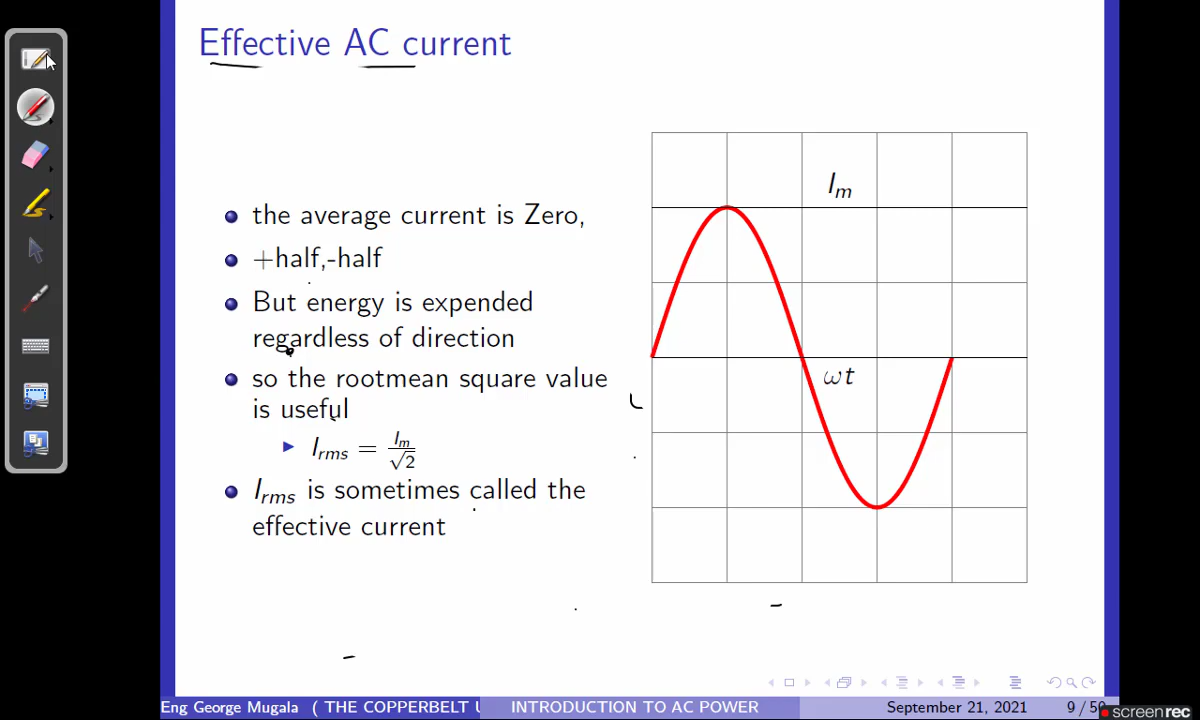 Effective AC current
the average current is Zero,
+half,-half
But energy is expended
regardless of direction
so the rootmean square value
is useful
I_rms = I_m/√2
I_rms is sometimes called the
effective current
I_m
ωt
Eng George Mugala ( THE COPPERBELT U
INTRODUCTION TO AC POWER
September 21, 2021
9 / 50
screenrec